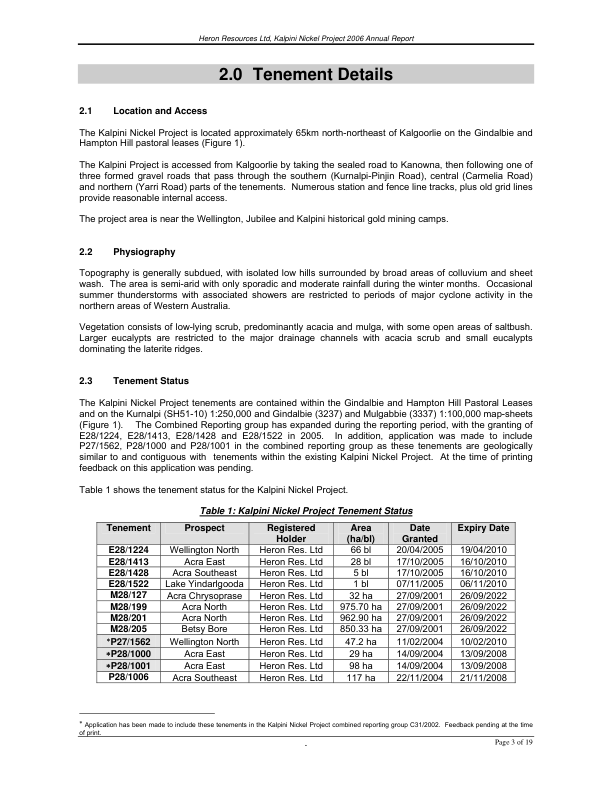 Heron Resources Ltd, Kalpini Nickel Project 2006 Annual Report
2.0 Tenement Details
2.1 Location and Access
The Kalpini Nickel Project is located approximately 65km north-northeast of Kalgoorlie on the Gindalbie and
Hampton Hill pastoral leases (Figure 1).
The Kalpini Project is accessed from Kalgoorlie by taking the sealed road to Kanowna, then following one of
three formed gravel roads that pass through the southern (Kurnalpi-Pinjin Road), central (Carmelia Road)
and northern (Yarri Road) parts of the tenements. Numerous station and fence line tracks, plus old grid lines
provide reasonable internal access.
The project area is near the Wellington, Jubilee and Kalpini historical gold mining camps.
2.2 Physiography
Topography is generally subdued, with isolated low hills surrounded by broad areas of colluvium and sheet
wash. The area is semi-arid with only sporadic and moderate rainfall during the winter months. Occasional
summer thunderstorms with associated showers are restricted to periods of major cyclone activity in the
northern areas of Western Australia.
Vegetation consists of low-lying scrub, predominantly acacia and mulga, with some open areas of saltbush.
Larger eucalypts are restricted to the major drainage channels with acacia scrub and small eucalypts
dominating the laterite ridges.
2.3 Tenement Status
The Kalpini Nickel Project tenements are contained within the Gindalbie and Hampton Hill Pastoral Leases
and on the Kurnalpi (SH51-10) 1:250,000 and Gindalbie (3237) and Mulgabbie (3337) 1:100,000 map-sheets
(Figure 1). The Combined Reporting group has expanded during the reporting period, with the granting of
E28/1224, E28/1413, E28/1428 and E28/1522 in 2005. In addition, application was made to include
P27/1562, P28/1000 and P28/1001 in the combined reporting group as these tenements are geologically
similar to and contiguous with tenements within the existing Kalpini Nickel Project. At the time of printing
feedback on this application was pending.
Table 1 shows the tenement status for the Kalpini Nickel Project.
Table 1: Kalpini Nickel Project Tenement Status
Tenement Prospect Registered Holder Area (ha/bl) Date Granted Expiry Date
E28/1224 Wellington North Heron Res. Ltd 66 bl 20/04/2005 19/04/2010
E28/1413 Acra East Heron Res. Ltd 28 bl 17/10/2005 16/10/2010
E28/1428 Acra Southeast Heron Res. Ltd 5 bl 17/10/2005 16/10/2010
E28/1522 Lake Yindarlgooda Heron Res. Ltd 1 bl 07/11/2005 06/11/2010
M28/127 Acra Chrysoprase Heron Res. Ltd 32 ha 27/09/2001 26/09/2022
M28/199 Acra North Heron Res. Ltd 975.70 ha 27/09/2001 26/09/2022
M28/201 Acra North Heron Res. Ltd 962.90 ha 27/09/2001 26/09/2022
M28/205 Betsy Bore Heron Res. Ltd 850.33 ha 27/09/2001 26/09/2022
*P27/1562 Wellington North Heron Res. Ltd 47.2 ha 11/02/2004 10/02/2010
*P28/1000 Acra East Heron Res. Ltd 29 ha 14/09/2004 13/09/2008
*P28/1001 Acra East Heron Res. Ltd 98 ha 14/09/2004 13/09/2008
P28/1006 Acra Southeast Heron Res. Ltd 117 ha 22/11/2004 21/11/2008
* Application has been made to include these tenements in the Kalpini Nickel Project combined reporting group C31/2002. Feedback pending at the time
of print.
Page 3 of 19